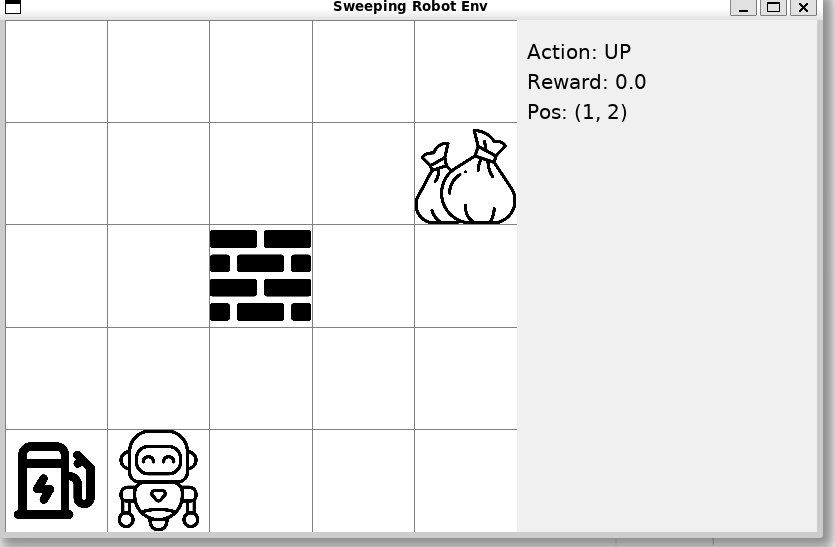 Sweeping Robot Env
Action: UP
Reward: 0.0
Pos: (1, 2)